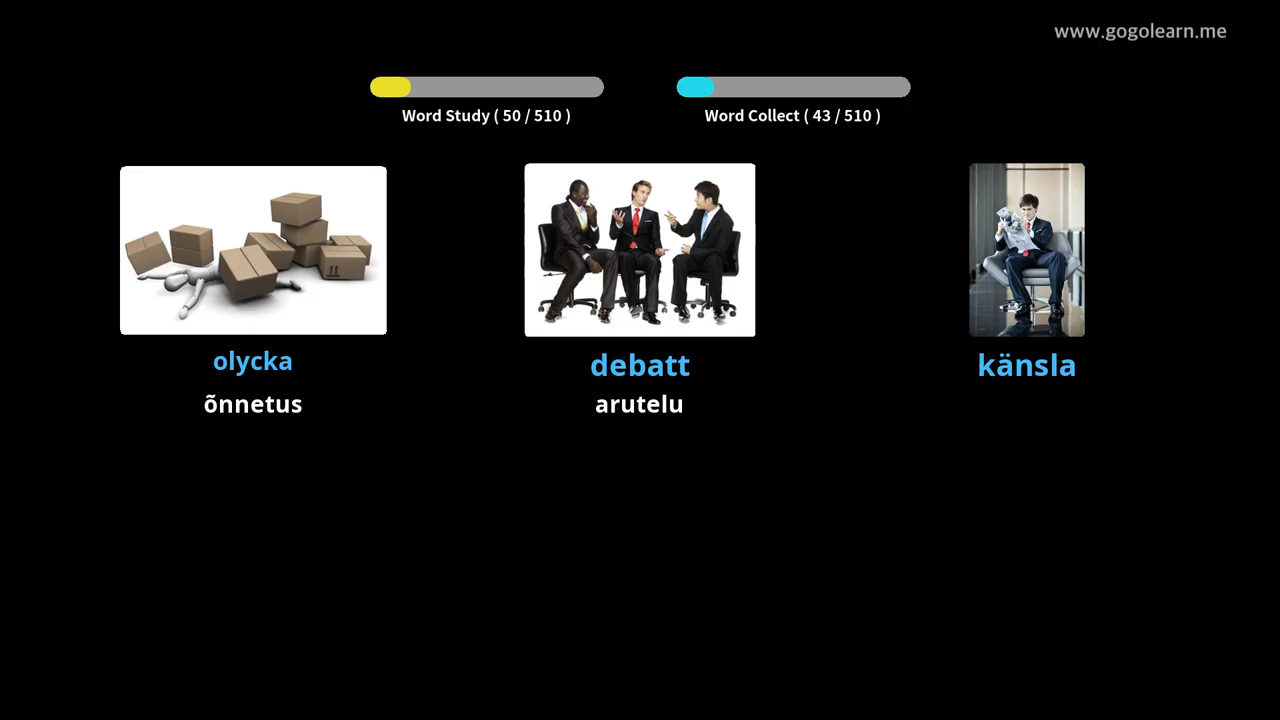 www.gogolearn.me
Word Study ( 50 / 510 )
Word Collect ( 43 / 510 )
olycka
debatt
känsla
õnnetus
arutelu